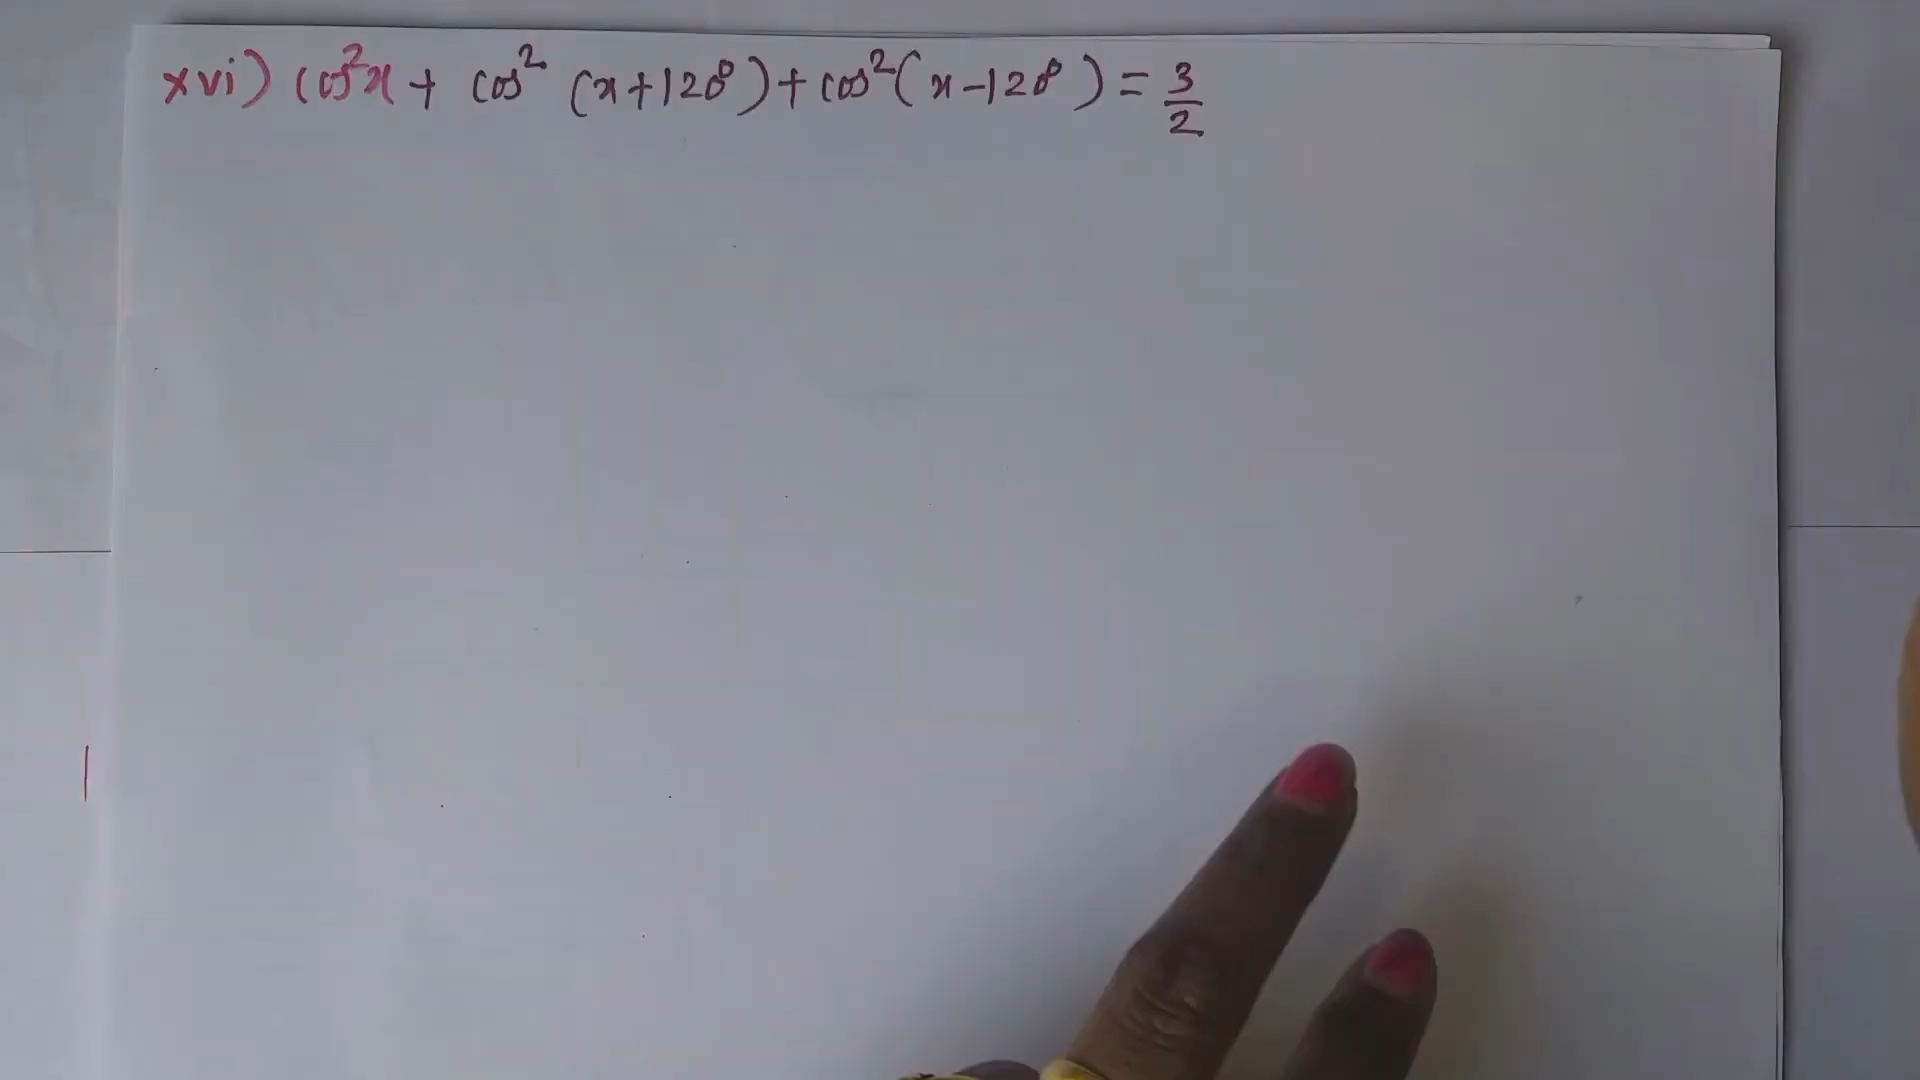 xvi) cos²x + cos² (x+120°) + cos²(x-120°) = 3/2